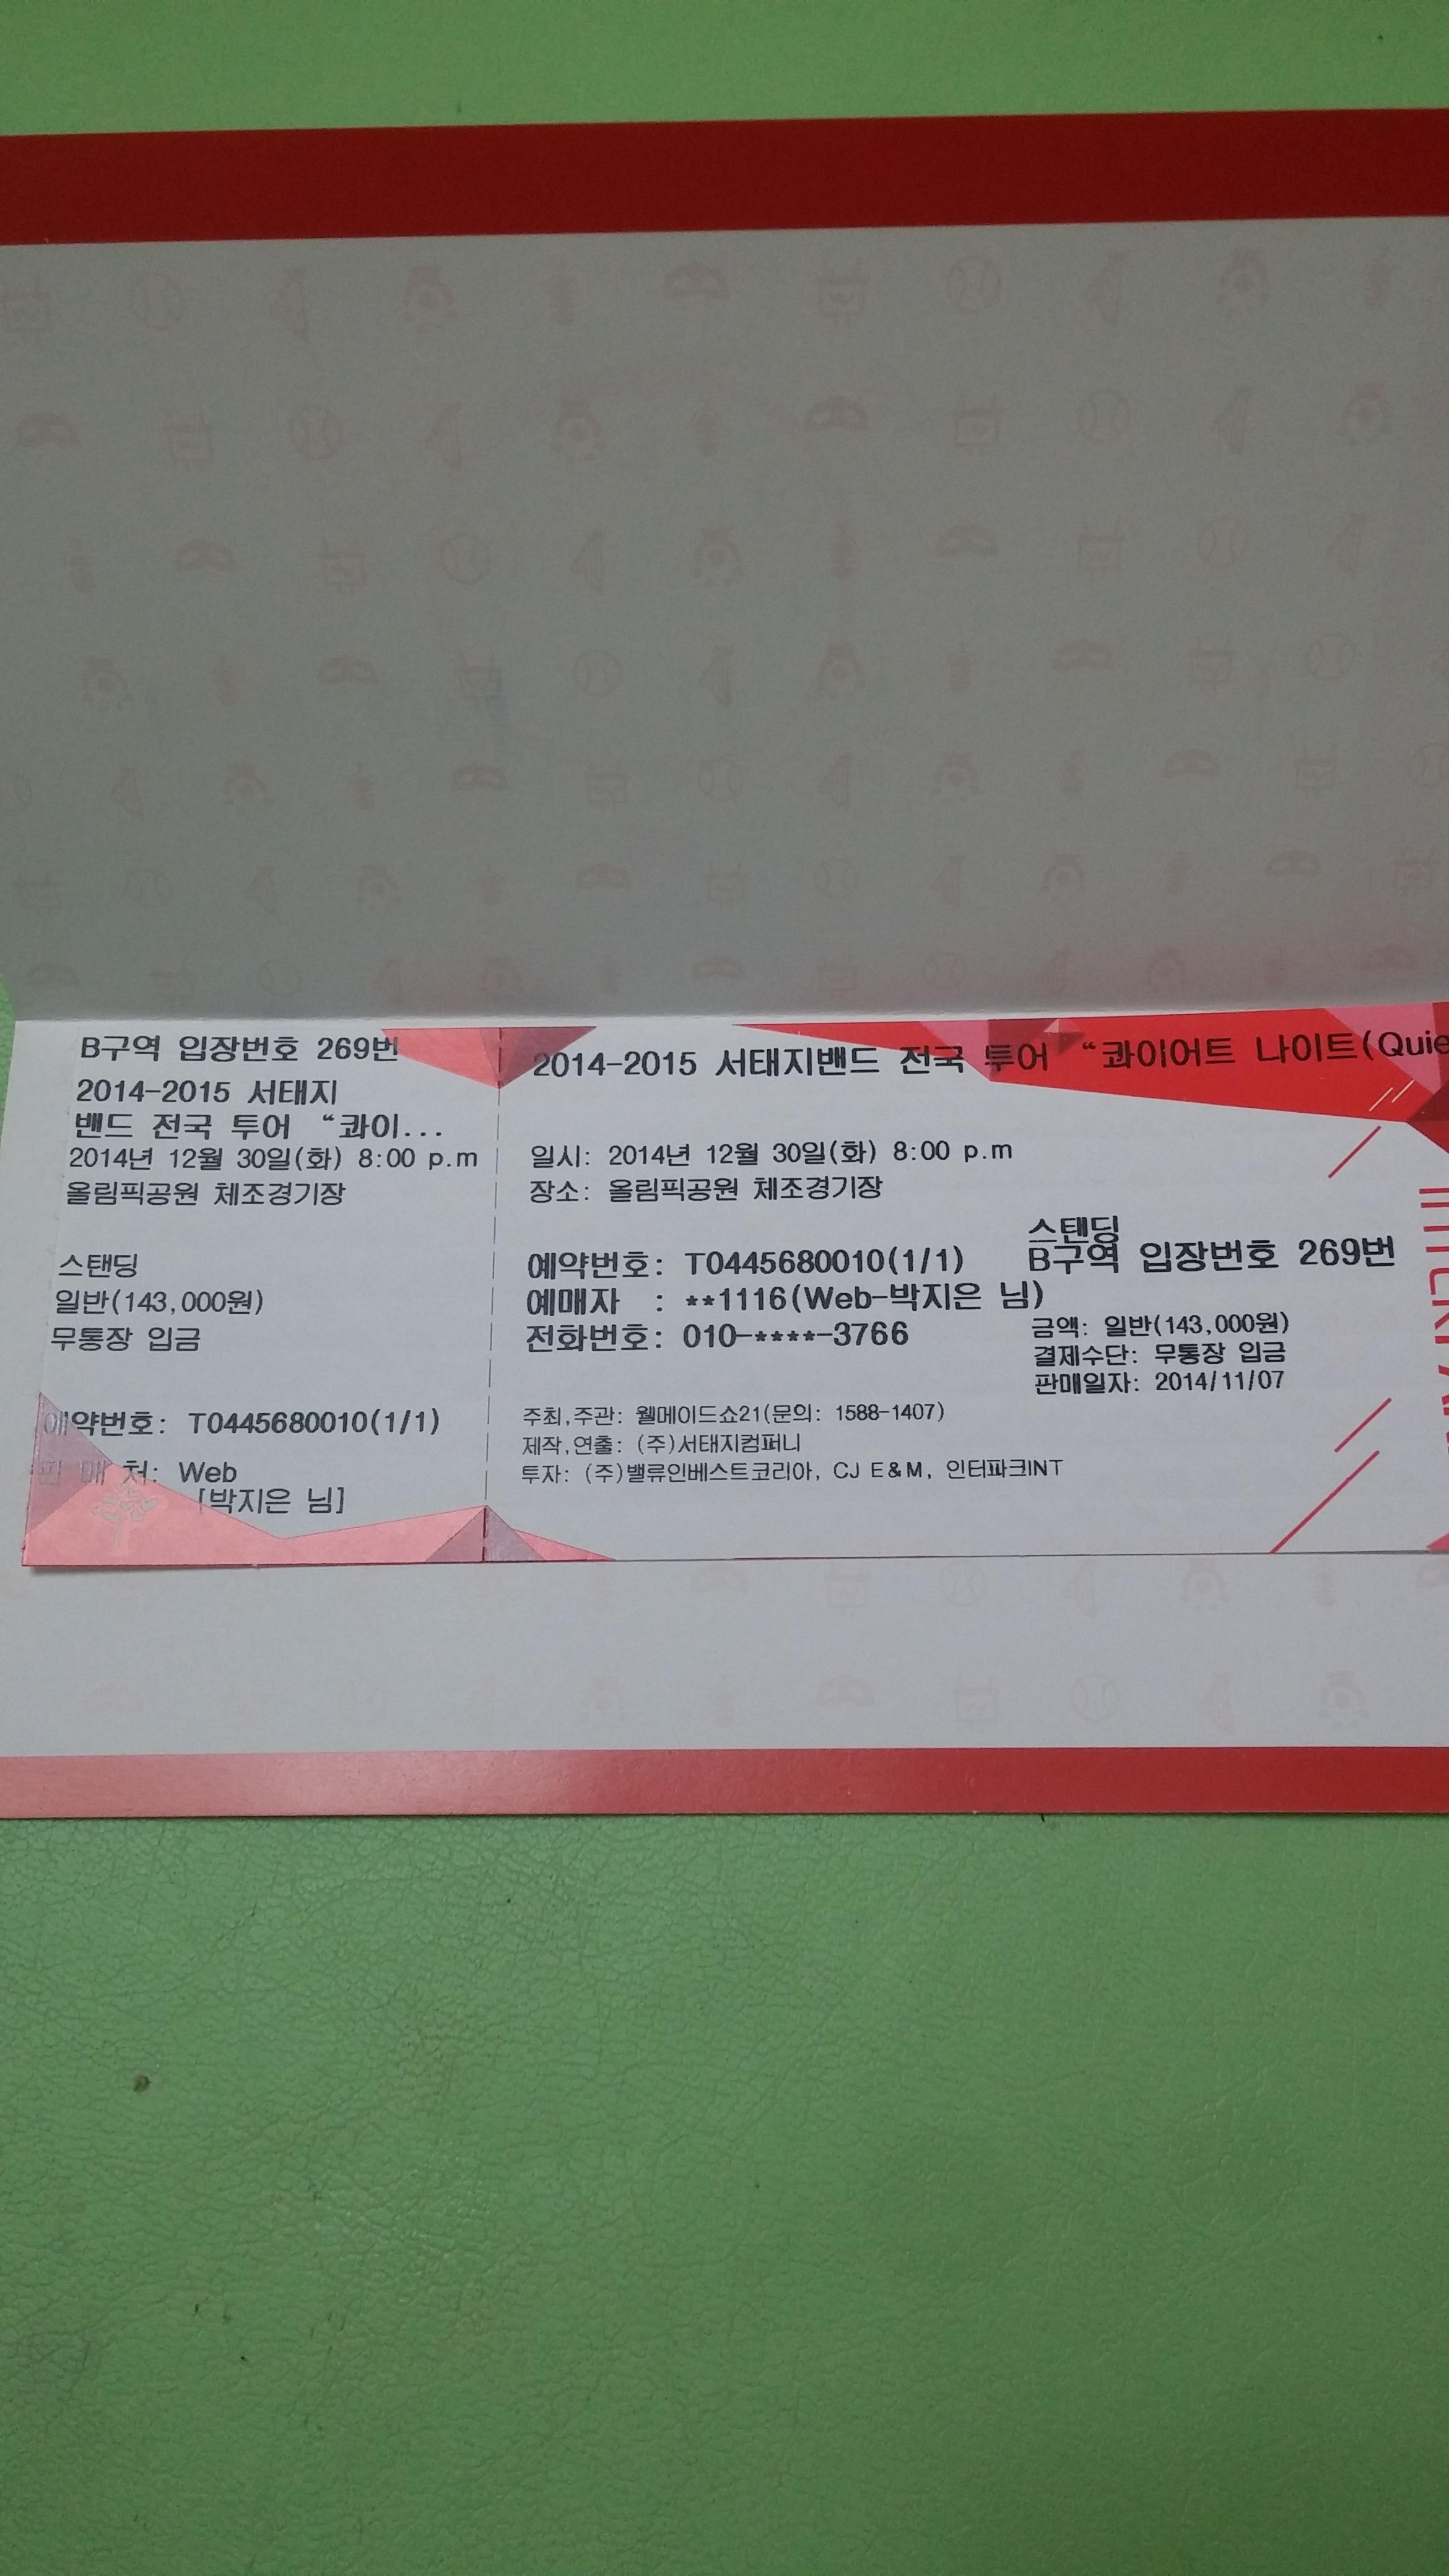 B구역 입장번호 269번
2014-2015 서태지
밴드 전국 투어 “콰이...
2014년 12월 30일(화) 8:00 p.m
올림픽공원 체조경기장
스탠딩
일반(143,000원)
무통장 입금
예약번호: T0445680010(1/1)
판 매 처: Web
[박지은 님]
2014-2015 서태지밴드 전국 투어 “콰이어트 나이트(Quie
일시: 2014년 12월 30일(화) 8:00 p.m
장소: 올림픽공원 체조경기장
예약번호: T0445680010(1/1)
예매자 : **1116(Web-박지은 님)
전화번호: 010-****-3766
스탠딩
B구역 입장번호 269번
금액: 일반(143,000원)
결제수단: 무통장 입금
판매일자: 2014/11/07
주최,주관: 웰메이드쇼21(문의: 1588-1407)
제작,연출: (주)서태지컴퍼니
투자: (주)밸류인베스트코리아, CJ E&M, 인터파크INT